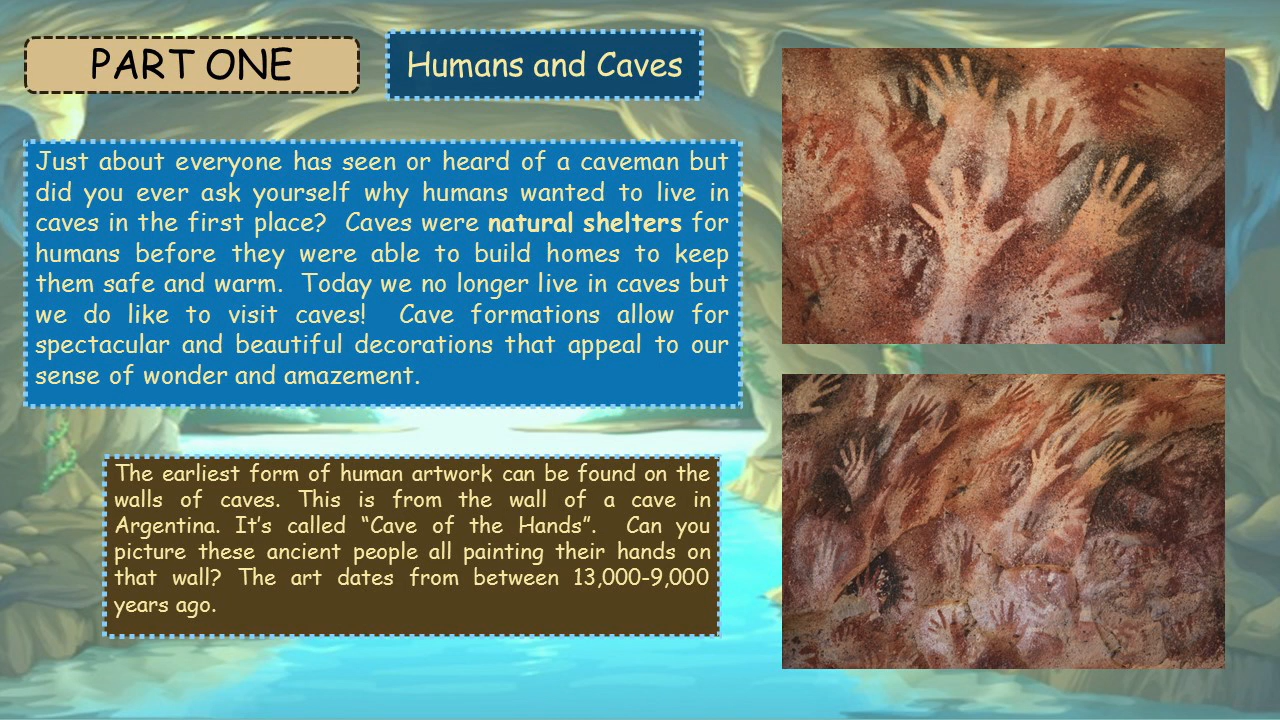 PART ONE
Humans and Caves
Just about everyone has seen or heard of a caveman but
did you ever ask yourself why humans wanted to live in
caves in the first place? Caves were natural shelters for
humans before they were able to build homes to keep
them safe and warm. Today we no longer live in caves but
we do like to visit caves! Cave formations allow for
spectacular and beautiful decorations that appeal to our
sense of wonder and amazement.
The earliest form of human artwork can be found on the
walls of caves. This is from the wall of a cave in
Argentina. It's called “Cave of the Hands”. Can you
picture these ancient people all painting their hands on
that wall? The art dates from between 13,000-9,000
years ago.